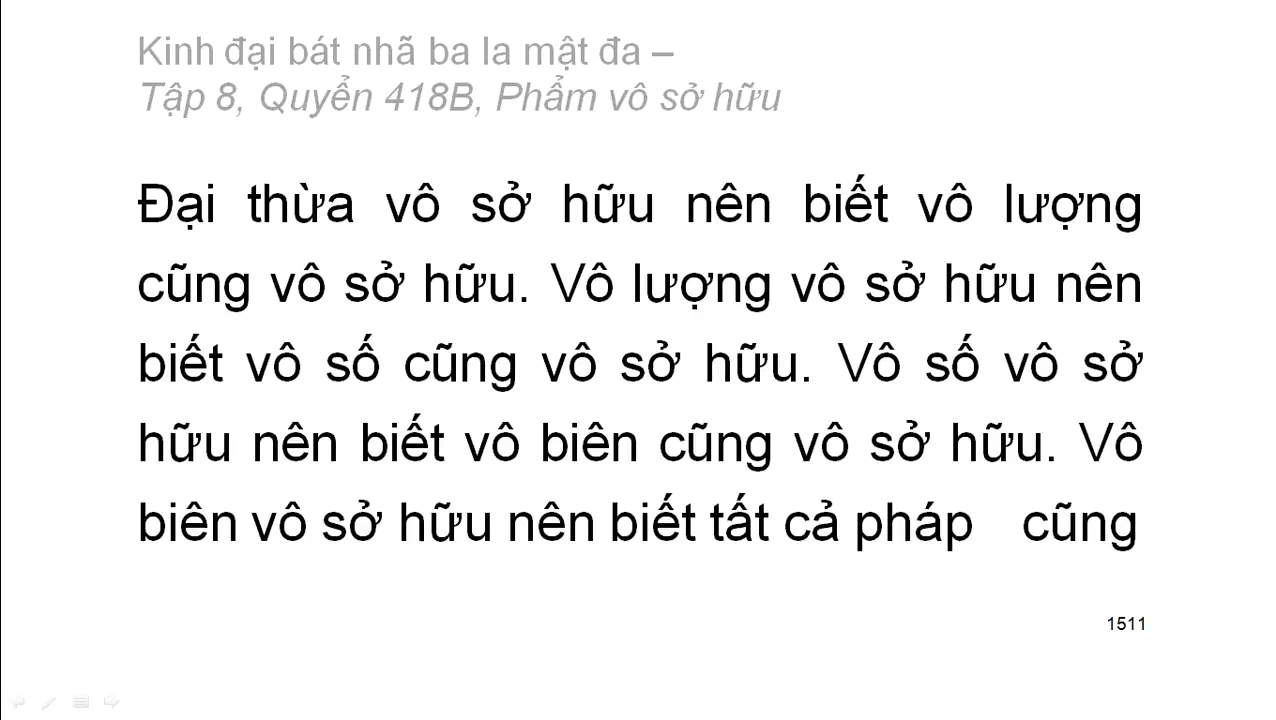 Kinh đại bát nhã ba la mật đa –
Tập 8, Quyển 418B, Phẩm vô sở hữu
Đại thừa vô sở hữu nên biết vô lượng
cũng vô sở hữu. Vô lượng vô sở hữu nên
biết vô số cũng vô sở hữu. Vô số vô sở
hữu nên biết vô biên cũng vô sở hữu. Vô
biên vô sở hữu nên biết tất cả pháp cũng
1511